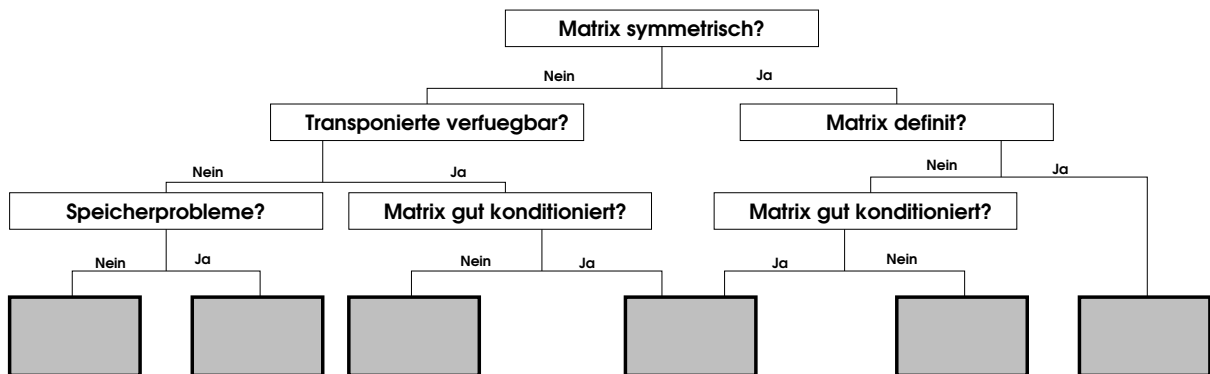 Matrix symmetrisch?
Nein
Ja
Transponierte verfuegbar?
Matrix definit?
Nein
Ja
Nein
Ja
Speicherprobleme?
Matrix gut konditioniert?
Matrix gut konditioniert?
Nein
Ja
Nein
Ja
Ja
Nein